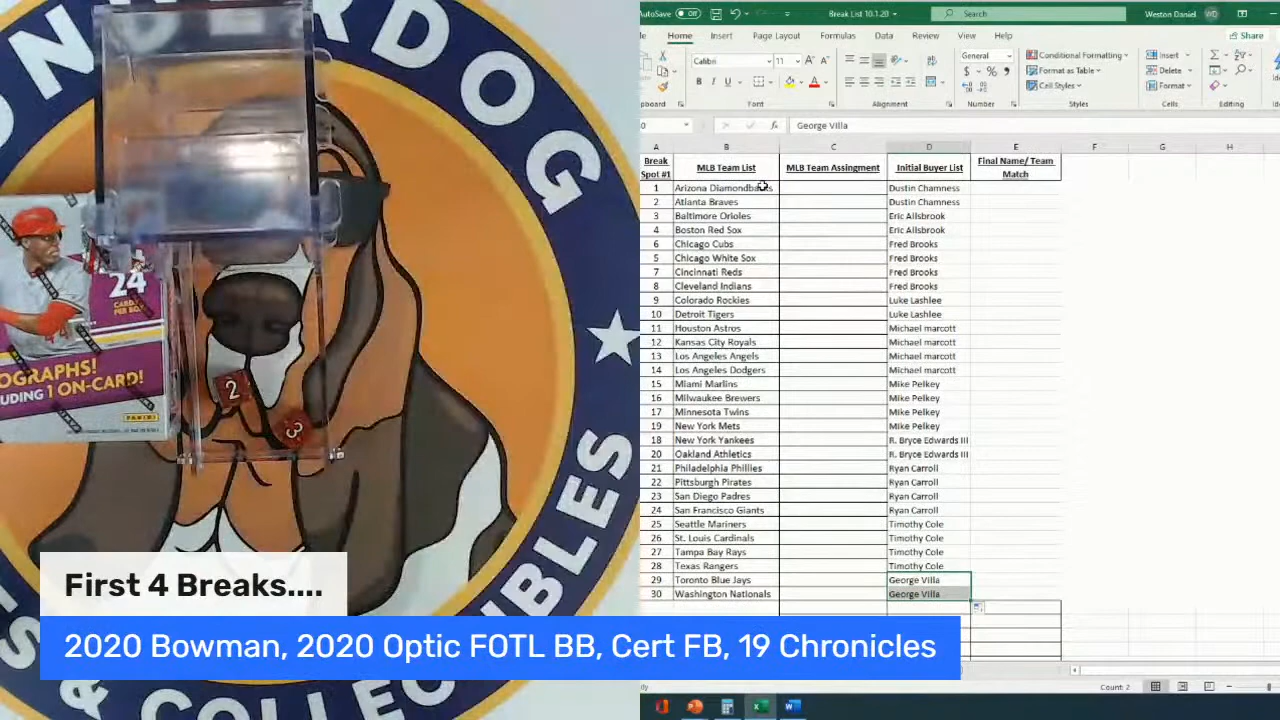 UNDERDOG
COLLECTIBLES
&
24
OGRAPHS!
UDING 1 ON-CARD!
PANINI
2
3
First 4 Breaks....
2020 Bowman, 2020 Optic FOTL BB, Cert FB, 19 Chronicles
AutoSave Off Break List 10.1.20 Search Weston Daniel WD
Home Insert Page Layout Formulas Data Review View Help Share
Calibri 11 General Conditional Formatting Insert
Format as Table Delete
B I U $ % Cell Styles Format
pboard Font Alignment Number Styles Cells Editing
George Villa
A B C D E F G H
Break Spot #1 MLB Team List MLB Team Assingment Initial Buyer List Final Name/ Team Match
1 Arizona Diamondbacks Dustin Chamness
2 Atlanta Braves Dustin Chamness
3 Baltimore Orioles Eric Allsbrook
4 Boston Red Sox Eric Allsbrook
6 Chicago Cubs Fred Brooks
5 Chicago White Sox Fred Brooks
7 Cincinnati Reds Fred Brooks
8 Cleveland Indians Fred Brooks
9 Colorado Rockies Luke Lashlee
10 Detroit Tigers Luke Lashlee
11 Houston Astros Michael marcott
12 Kansas City Royals Michael marcott
13 Los Angeles Angels Michael marcott
14 Los Angeles Dodgers Michael marcott
15 Miami Marlins Mike Pelkey
16 Milwaukee Brewers Mike Pelkey
17 Minnesota Twins Mike Pelkey
19 New York Mets Mike Pelkey
18 New York Yankees R. Bryce Edwards III
20 Oakland Athletics R. Bryce Edwards III
21 Philadelphia Phillies Ryan Carroll
22 Pittsburgh Pirates Ryan Carroll
23 San Diego Padres Ryan Carroll
24 San Francisco Giants Ryan Carroll
25 Seattle Mariners Timothy Cole
26 St. Louis Cardinals Timothy Cole
27 Tampa Bay Rays Timothy Cole
28 Texas Rangers Timothy Cole
29 Toronto Blue Jays George Villa
30 Washington Nationals George Villa
Count: 2